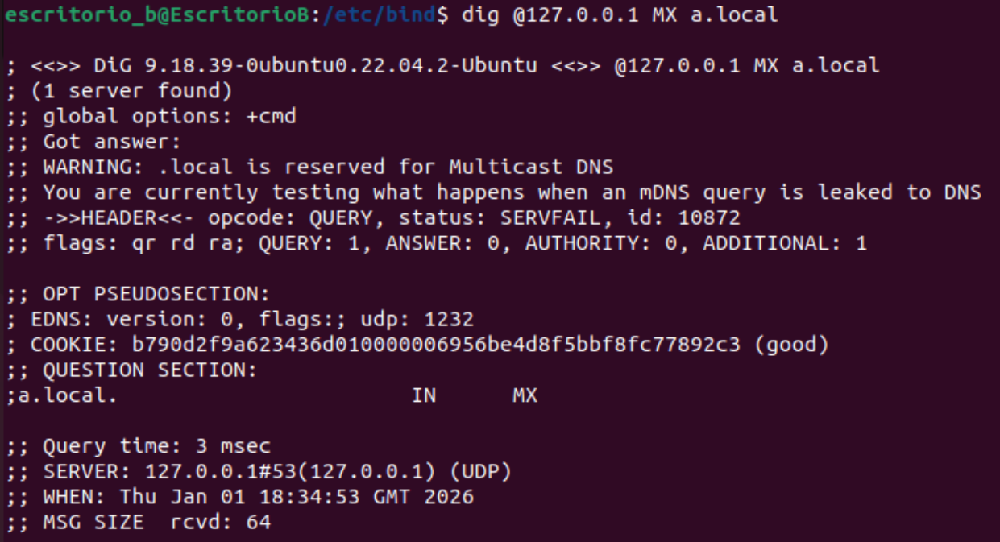 escritorio_b@EscritorioB:/etc/bind$ dig @127.0.0.1 MX a.local
; <<>> DiG 9.18.39-0ubuntu0.22.04.2-Ubuntu <<>> @127.0.0.1 MX a.local
; (1 server found)
;; global options: +cmd
;; Got answer:
;; WARNING: .local is reserved for Multicast DNS
;; You are currently testing what happens when an mDNS query is leaked to DNS
;; ->>HEADER<<- opcode: QUERY, status: SERVFAIL, id: 10872
;; flags: qr rd ra; QUERY: 1, ANSWER: 0, AUTHORITY: 0, ADDITIONAL: 1
;; OPT PSEUDOSECTION:
; EDNS: version: 0, flags:; udp: 1232
; COOKIE: b790d2f9a623436d010000006956be4d8f5bbf8fc77892c3 (good)
;; QUESTION SECTION:
;a.local. IN MX
;; Query time: 3 msec
;; SERVER: 127.0.0.1#53(127.0.0.1) (UDP)
;; WHEN: Thu Jan 01 18:34:53 GMT 2026
;; MSG SIZE rcvd: 64